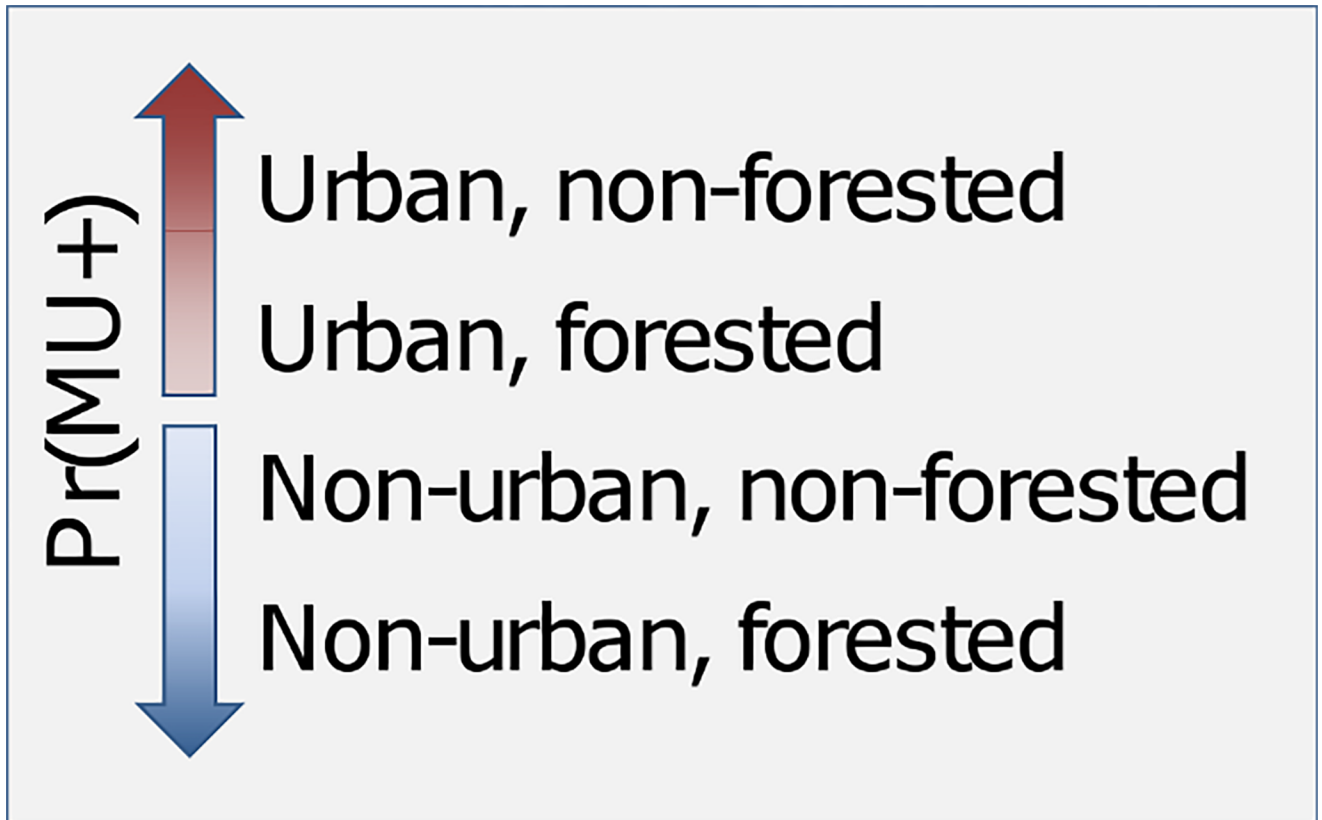 Pr(MU+)
Urban, non-forested
Urban, forested
Non-urban, non-forested
Non-urban, forested